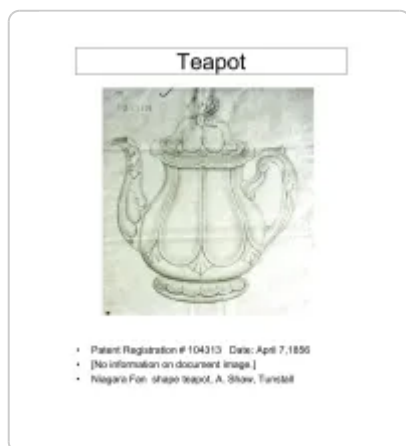 Teapot
• Patent Registration # 104313 Date: April 7,1856
• [No information on document image.]
• Niagara Fan shape teapot, A. Shaw, Tunstall